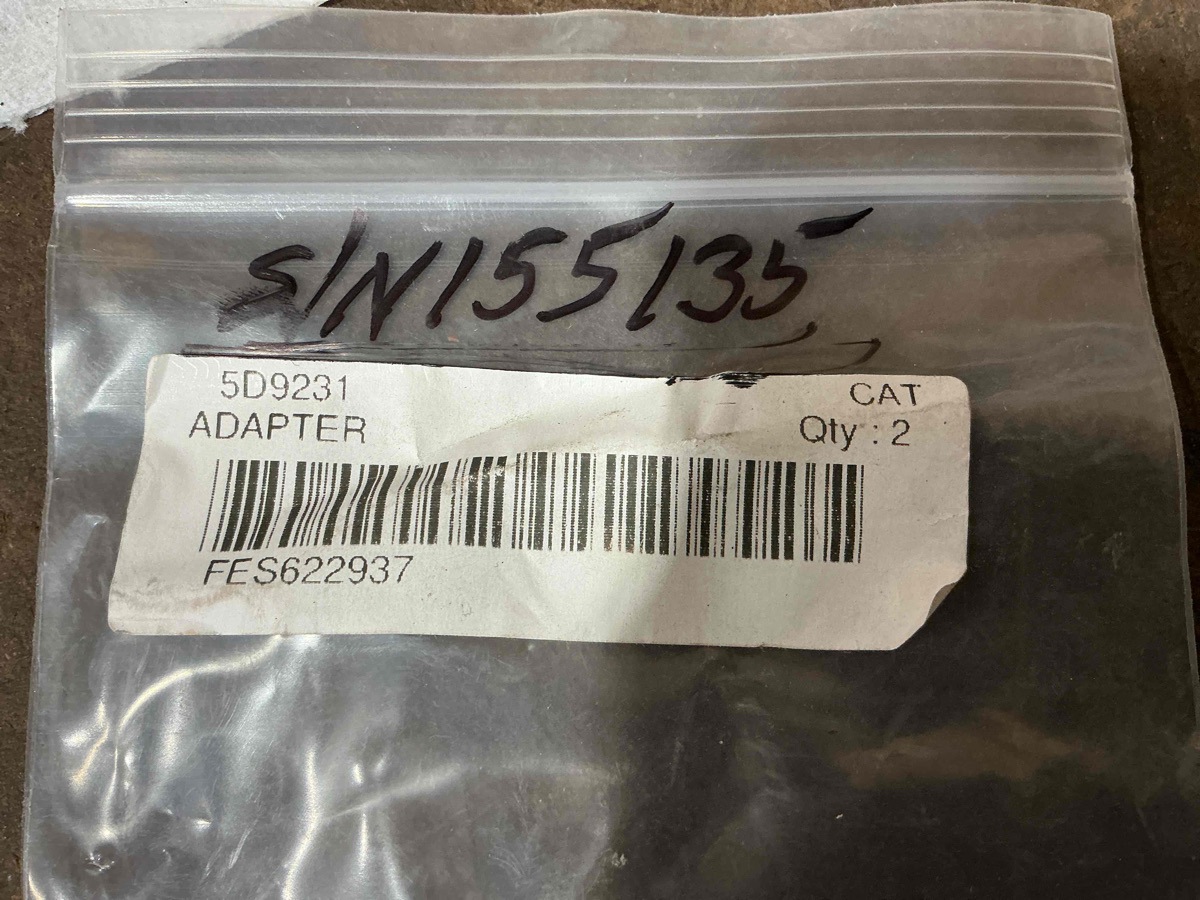 S/N155135
5D9231 CAT
ADAPTER Qty : 2
FES622937